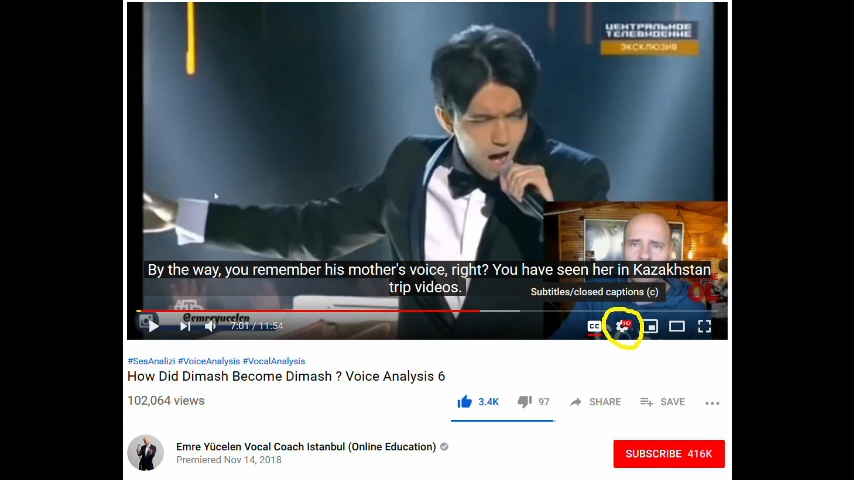 ЦЕНТРАЛЬНОЕ
ТЕЛЕВИДЕНИЕ
ЭКСКЛЮЗИВ
By the way, you remember his mother's voice, right? You have seen her in Kazakhstan
trip videos.
Subtitles/closed captions (c)
@emreyucelen
7:01 / 11:54
CC
HD
#SesAnalizi #VoiceAnalysis #VocalAnalysis
How Did Dimash Become Dimash ? Voice Analysis 6
102,064 views
3.4K
97
SHARE
SAVE
Emre Yücelen Vocal Coach Istanbul (Online Education)
Premiered Nov 14, 2018
SUBSCRIBE 416K